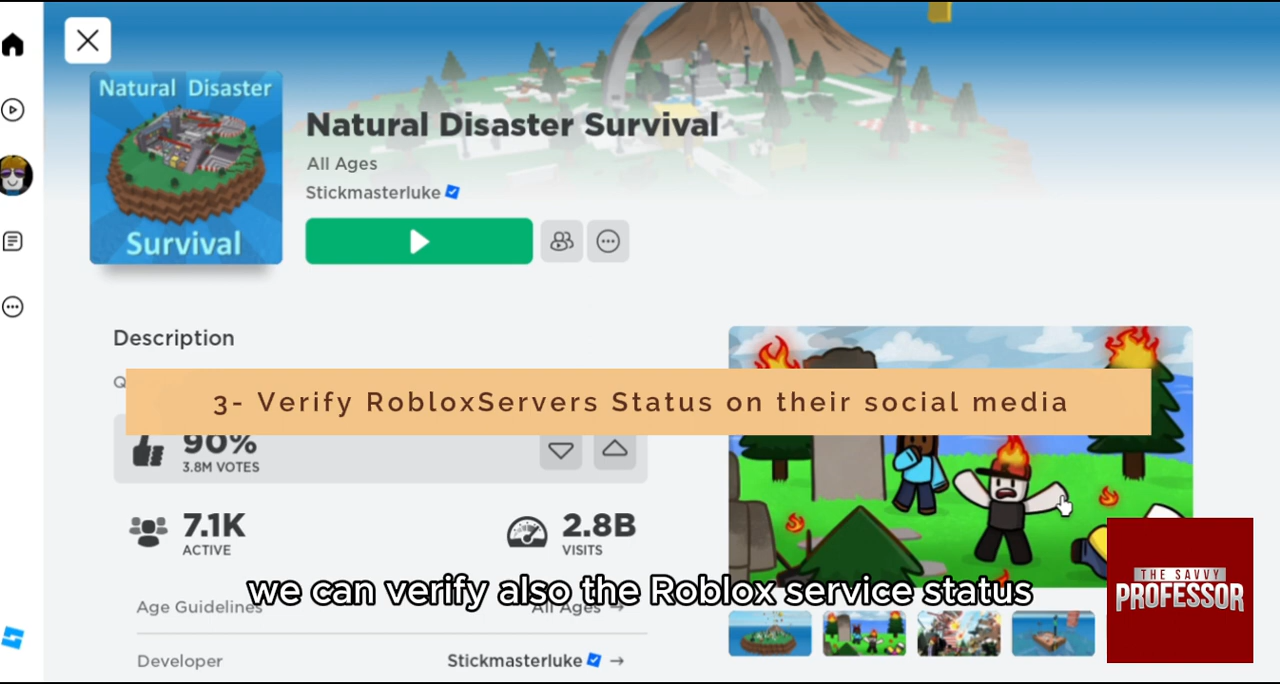 Natural Disaster
Survival
Natural Disaster Survival
All Ages
Stickmasterluke
Description
3- Verify RobloxServers Status on their social media
90%
3.8M VOTES
7.1K
ACTIVE
2.8B
VISITS
we can verify also the Roblox service status
Age Guidelines
All Ages →
Developer
Stickmasterluke →
THE SAVVY
PROFESSOR